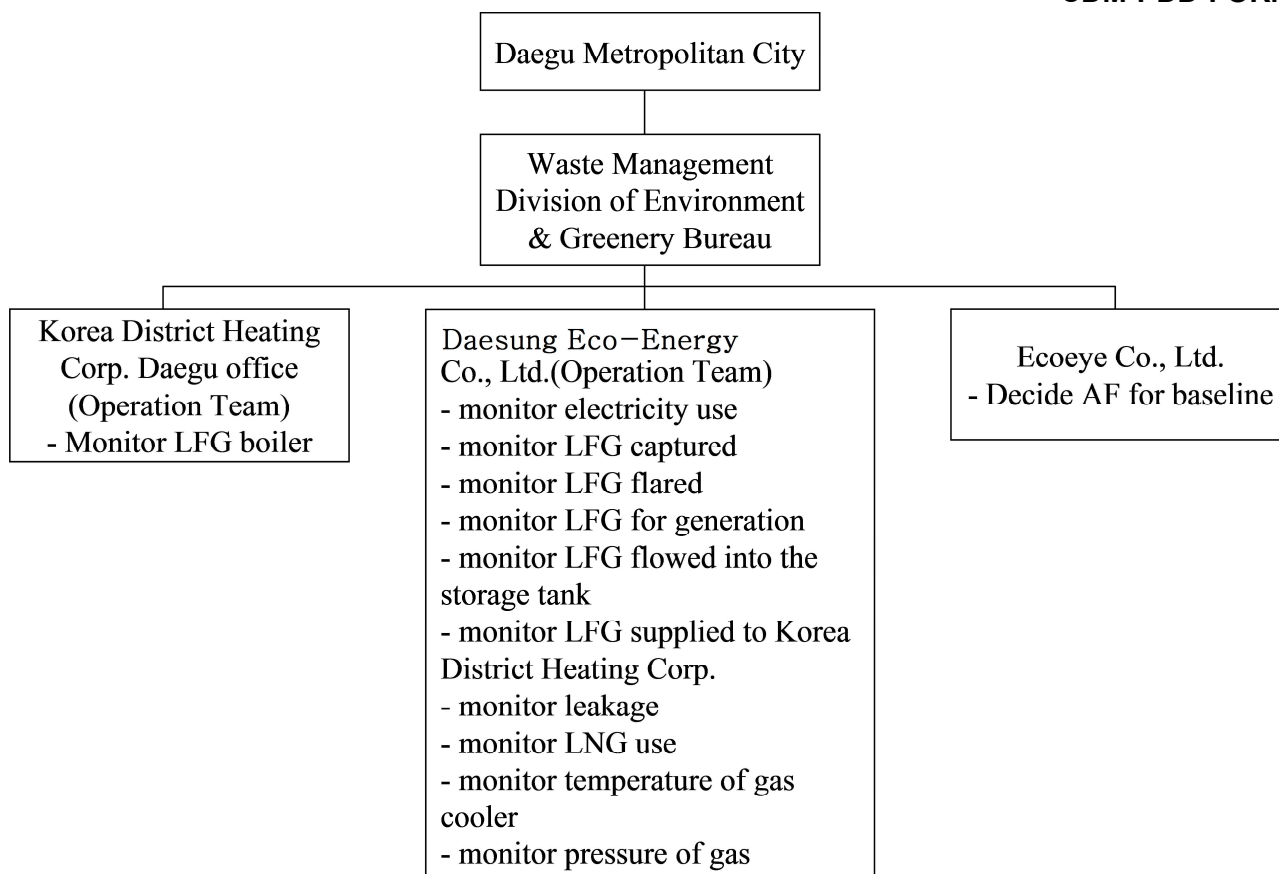 Daegu Metropolitan City
Waste Management
Division of Environment
& Greenery Bureau
Korea District Heating
Corp. Daegu office
(Operation Team)
- Monitor LFG boiler
Daesung Eco-Energy
Co., Ltd.(Operation Team)
- monitor electricity use
- monitor LFG captured
- monitor LFG flared
- monitor LFG for generation
- monitor LFG flowed into the
storage tank
- monitor LFG supplied to Korea
District Heating Corp.
- monitor leakage
- monitor LNG use
- monitor temperature of gas
cooler
- monitor pressure of gas
Ecoeye Co., Ltd.
- Decide AF for baseline